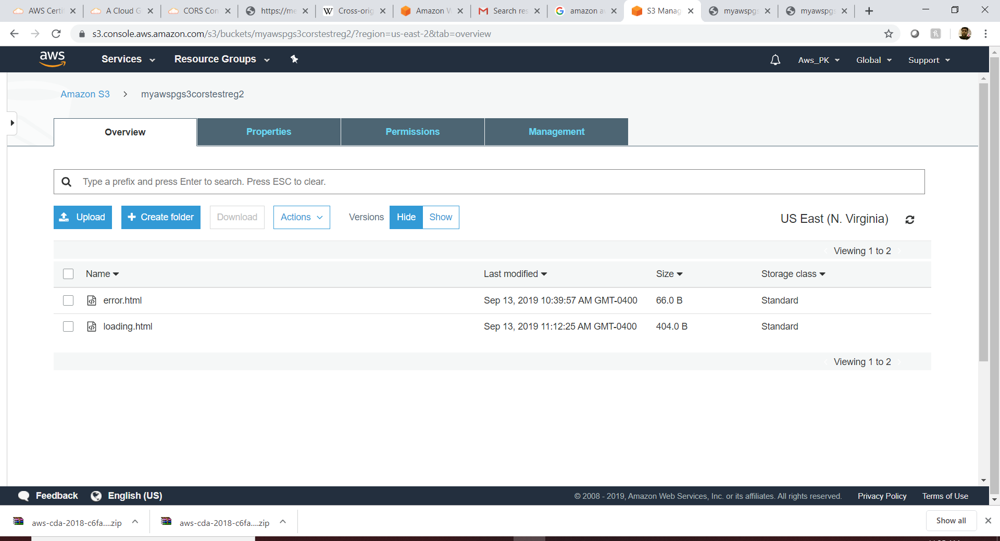 AWS Certi A Cloud G CORS Con https://me Cross-orig Amazon W Search res amazon a S3 Manag myawspgs myawspgs
s3.console.aws.amazon.com/s3/buckets/myawspgs3corstestreg2/?region=us-east-2&tab=overview
aws Services Resource Groups Aws_PK Global Support
Amazon S3 > myawspgs3corstestreg2
Overview Properties Permissions Management
Type a prefix and press Enter to search. Press ESC to clear.
Upload + Create folder Download Actions Versions Hide Show US East (N. Virginia)
Viewing 1 to 2
Name Last modified Size Storage class
error.html Sep 13, 2019 10:39:57 AM GMT-0400 66.0 B Standard
loading.html Sep 13, 2019 11:12:25 AM GMT-0400 404.0 B Standard
Viewing 1 to 2
Feedback English (US) © 2008 - 2019, Amazon Web Services, Inc. or its affiliates. All rights reserved. Privacy Policy Terms of Use
aws-cda-2018-c6fa....zip aws-cda-2018-c6fa....zip Show all